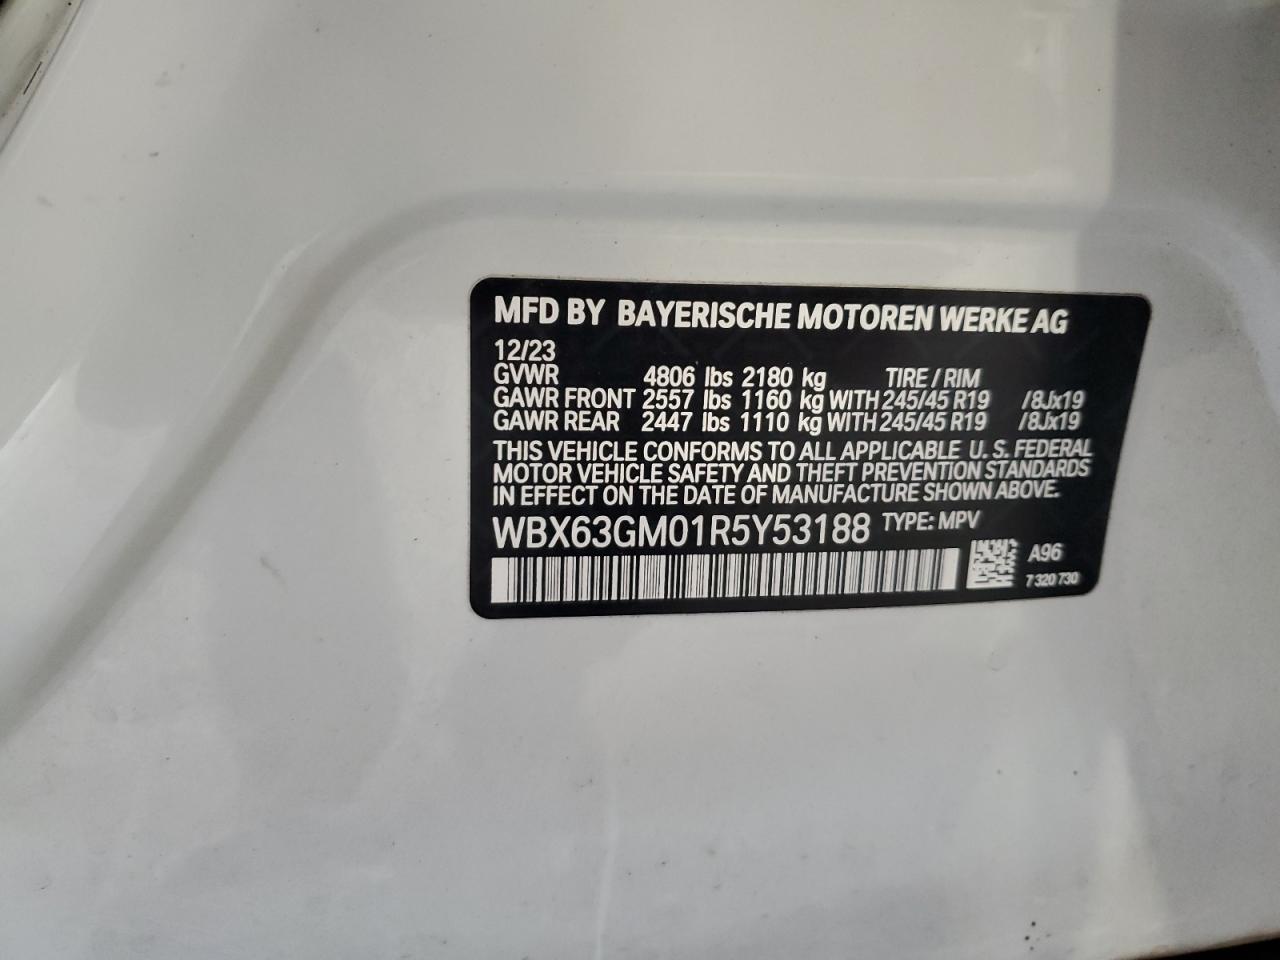 MFD BY BAYERISCHE MOTOREN WERKE AG
12/23
GVWR 4806 lbs 2180 kg TIRE / RIM
GAWR FRONT 2557 lbs 1160 kg WITH 245/45 R19 /8Jx19
GAWR REAR 2447 lbs 1110 kg WITH 245/45 R19 /8Jx19
THIS VEHICLE CONFORMS TO ALL APPLICABLE U. S. FEDERAL
MOTOR VEHICLE SAFETY AND THEFT PREVENTION STANDARDS
IN EFFECT ON THE DATE OF MANUFACTURE SHOWN ABOVE.
WBX63GM01R5Y53188 TYPE: MPV
A96
7 320 730